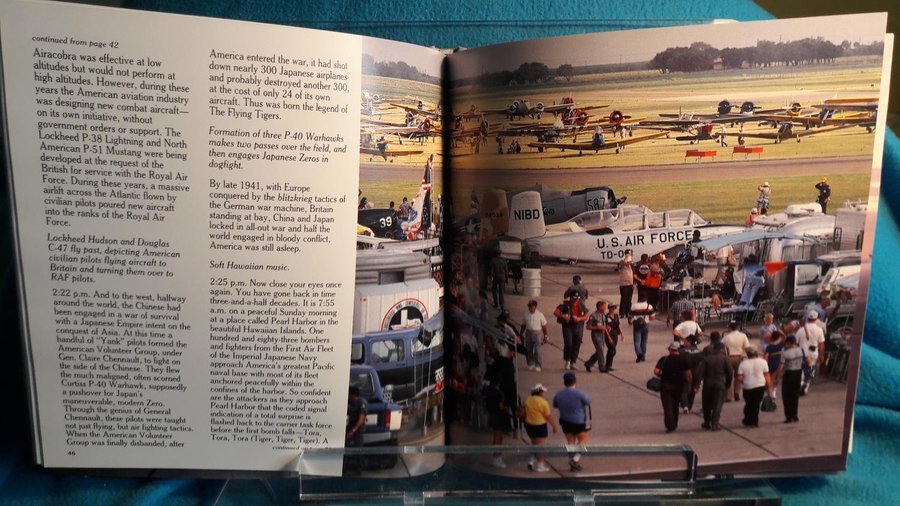 continued from page 42
Airacobra was effective at low
altitudes but would not perform at
high altitudes. However, during these
years the American aviation industry
was designing new combat aircraft—
on its own initiative, without
government orders or support. The
Lockheed P-38 Lightning and North
American P-51 Mustang were being
developed at the request of the
British for service with the Royal Air
Force. During these years, a massive
airlift across the Atlantic flown by
civilian pilots poured new aircraft
into the ranks of the Royal Air
Force.
Lockheed Hudson and Douglas
C-47 fly past, depicting American
civilian pilots flying aircraft to
Britain and turning them over to
RAF pilots.
2:22 p.m. And to the west, halfway
around the world, the Chinese had
been engaged in a war of survival
with a Japanese Empire intent on the
conquest of Asia. At this time a
handful of "Yank" pilots formed the
American Volunteer Group, under
Gen. Claire Chennault, to fight on
the side of the Chinese. They flew
the much maligned, often scorned
Curtiss P-40 Warhawk, supposedly
a pushover for Japan's
maneuverable, modern Zero.
Through the genius of General
Chennault, these pilots were taught
not just flying, but air fighting tactics.
When the American Volunteer
Group was finally disbanded, after
46
America entered the war, it had shot
down nearly 300 Japanese airplanes
and probably destroyed another 300,
at the cost of only 24 of its own
aircraft. Thus was born the legend of
The Flying Tigers.
Formation of three P-40 Warhawks
makes two passes over the field, and
then engages Japanese Zeros in
dogfight.
By late 1941, with Europe
conquered by the blitzkrieg tactics of
the German war machine, Britain
standing at bay, China and Japan
locked in all-out war and half the
world engaged in bloody conflict,
America was still asleep.
Soft Hawaiian music.
2:25 p.m. Now close your eyes once
again. You have gone back in time
three-and-a-half decades. It is 7:55
a.m. on a peaceful Sunday morning
at a place called Pearl Harbor in the
beautiful Hawaiian Islands. One
hundred and eighty-three bombers
and fighters from the First Air Fleet
of the Imperial Japanese Navy
approach America's greatest Pacific
naval base with most of its fleet
anchored peacefully within the
confines of the harbor. So confident
are the attackers as they approach
Pearl Harbor that the coded signal
indication of a total surprise is
flashed back to the carrier task force
before the first bomb falls—Tora,
Tora, Tora (Tiger, Tiger, Tiger). A
continued on
39
NIBD
587
U.S. AIR FORCE
TD-0